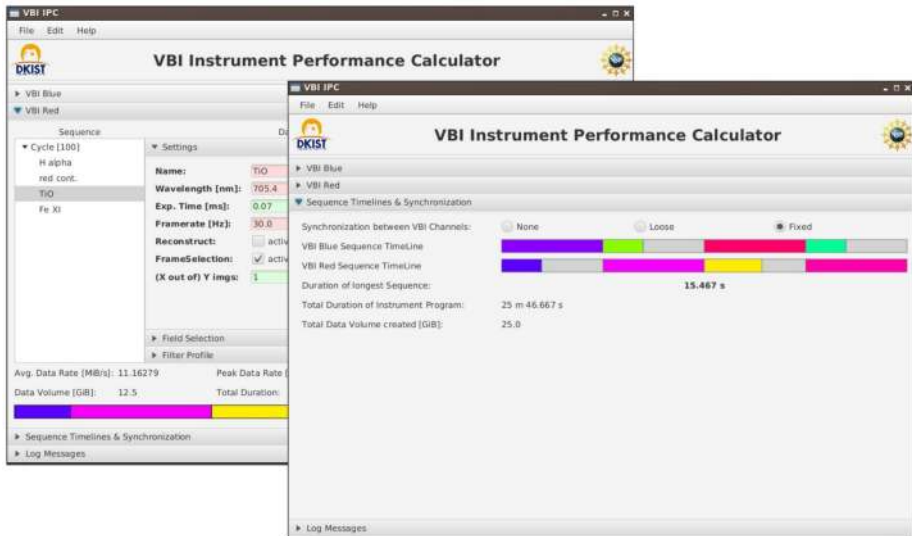 VBI IPC
File Edit Help
DKIST
VBI Instrument Performance Calculator
VBI Blue
VBI Red
Sequence
Cycle [100]
H alpha
red cont.
TiO
Fe XI
Settings
Name: TiO
Wavelength [nm]: 705.4
Exp. Time [ms]: 0.07
Framerate [Hz]: 30.0
Reconstruct: activ
FrameSelection: activ
(X out of) Y imgs: 1
Field Selection
Filter Profile
Avg. Data Rate [MiB/s]: 11.16279 Peak Data Rate [
Data Volume [GiB]: 12.5 Total Duration:
Sequence Timelines & Synchronization
Log Messages
VBI IPC
File Edit Help
DKIST
VBI Instrument Performance Calculator
VBI Blue
VBI Red
Sequence Timelines & Synchronization
Synchronization between VBI Channels: None Loose Fixed
VBI Blue Sequence TimeLine
VBI Red Sequence TimeLine
Duration of longest Sequence: 15.467 s
Total Duration of Instrument Program: 25 m 46.667 s
Total Data Volume created [GiB]: 25.0
Log Messages